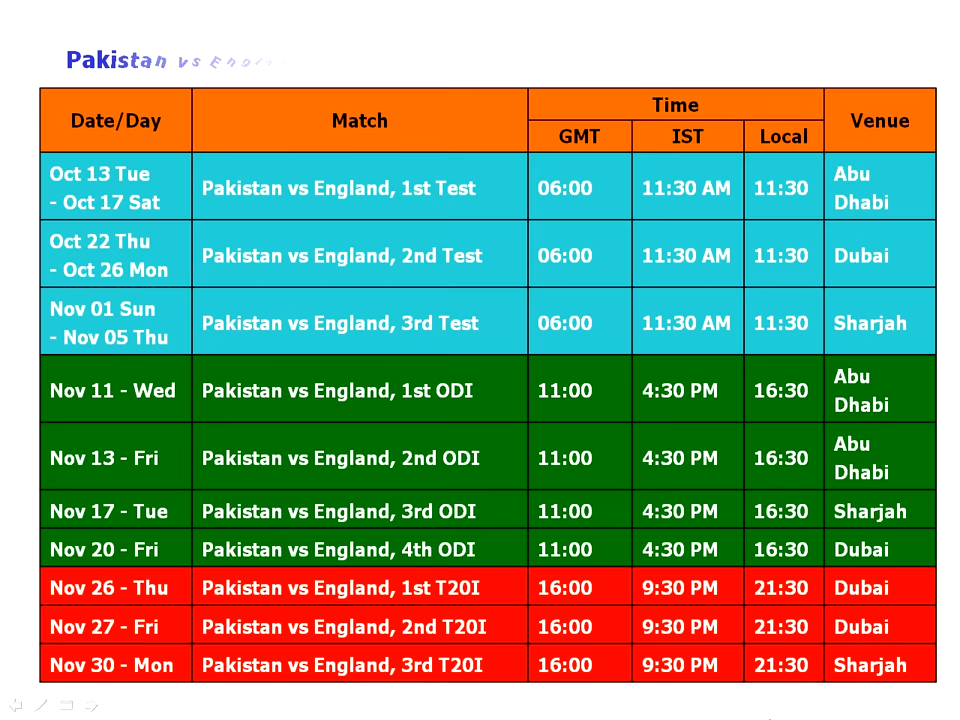 Pakistan vs
Date/Day Match Time Venue
GMT IST Local
Oct 13 Tue
- Oct 17 Sat Pakistan vs England, 1st Test 06:00 11:30 AM 11:30 Abu
Dhabi
Oct 22 Thu
- Oct 26 Mon Pakistan vs England, 2nd Test 06:00 11:30 AM 11:30 Dubai
Nov 01 Sun
- Nov 05 Thu Pakistan vs England, 3rd Test 06:00 11:30 AM 11:30 Sharjah
Nov 11 - Wed Pakistan vs England, 1st ODI 11:00 4:30 PM 16:30 Abu
Dhabi
Nov 13 - Fri Pakistan vs England, 2nd ODI 11:00 4:30 PM 16:30 Abu
Dhabi
Nov 17 - Tue Pakistan vs England, 3rd ODI 11:00 4:30 PM 16:30 Sharjah
Nov 20 - Fri Pakistan vs England, 4th ODI 11:00 4:30 PM 16:30 Dubai
Nov 26 - Thu Pakistan vs England, 1st T20I 16:00 9:30 PM 21:30 Dubai
Nov 27 - Fri Pakistan vs England, 2nd T20I 16:00 9:30 PM 21:30 Dubai
Nov 30 - Mon Pakistan vs England, 3rd T20I 16:00 9:30 PM 21:30 Sharjah